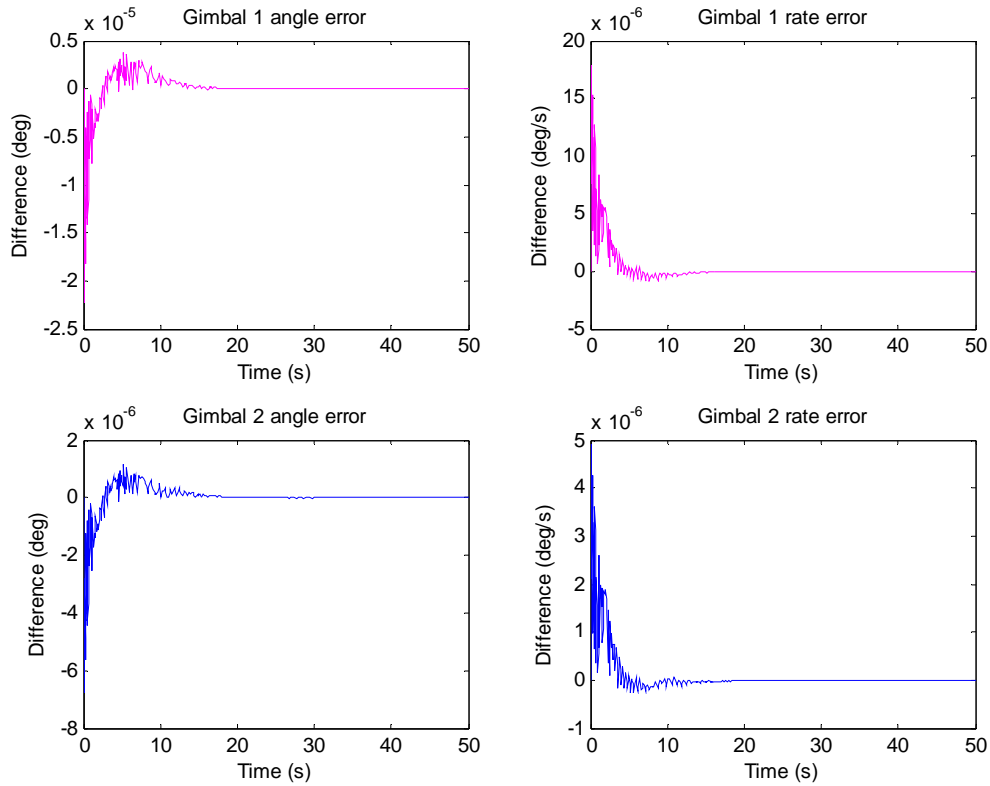 Gimbal 1 angle error
x 10^-5
0.5
0
-0.5
-1
-1.5
-2
-2.5
Difference (deg)
0 10 20 30 40 50
Time (s)
Gimbal 1 rate error
x 10^-6
20
15
10
5
0
-5
Difference (deg/s)
0 10 20 30 40 50
Time (s)
Gimbal 2 angle error
x 10^-6
2
0
-2
-4
-6
-8
Difference (deg)
0 10 20 30 40 50
Time (s)
Gimbal 2 rate error
x 10^-6
5
4
3
2
1
0
-1
Difference (deg/s)
0 10 20 30 40 50
Time (s)